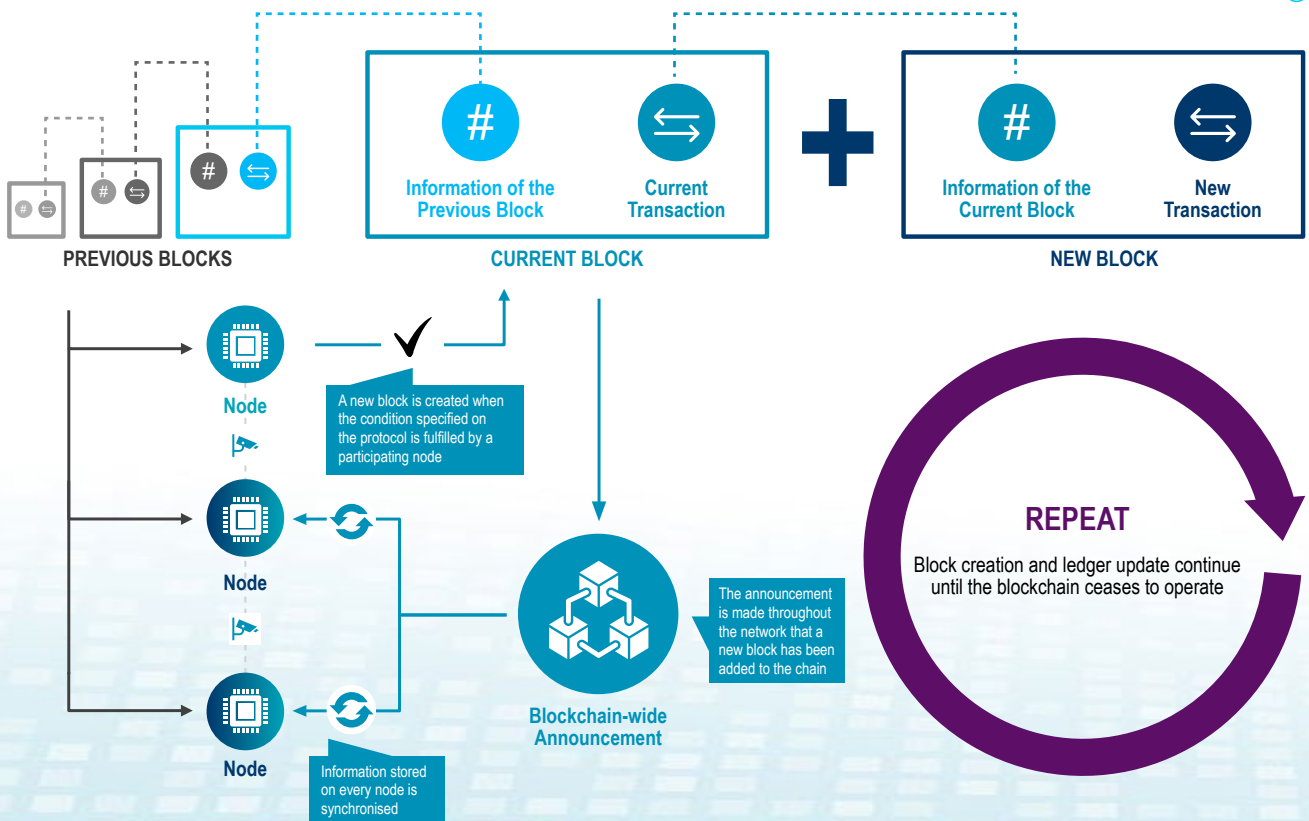 #
#
#
#
#
Information of the
Previous Block
Current
Transaction
Information of the
Current Block
New
Transaction
PREVIOUS BLOCKS
CURRENT BLOCK
NEW BLOCK
Node
A new block is created when
the condition specified on
the protocol is fulfilled by a
participating node
Node
Node
The announcement
is made throughout
the network that a
new block has been
added to the chain
Blockchain-wide
Announcement
Information stored
on every node is
synchronised
REPEAT
Block creation and ledger update continue
until the blockchain ceases to operate